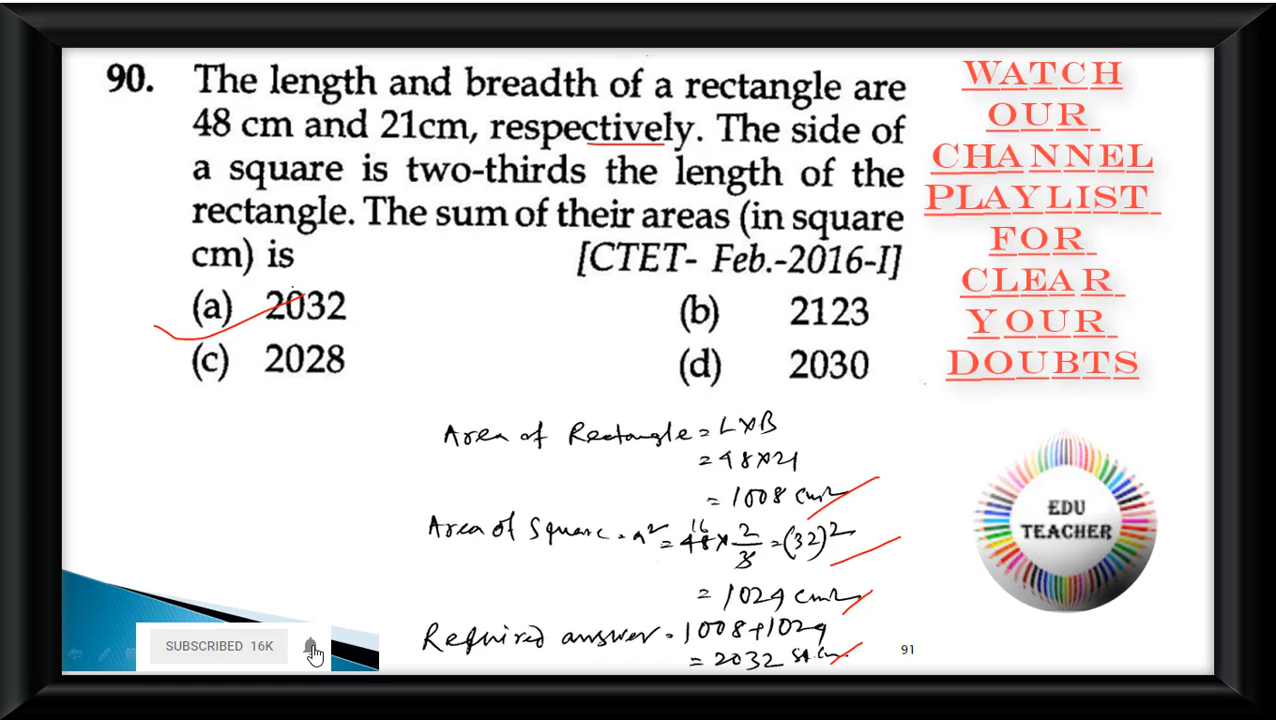 90. The length and breadth of a rectangle are
48 cm and 21cm, respectively. The side of
a square is two-thirds the length of the
rectangle. The sum of their areas (in square
cm) is [CTET- Feb.-2016-I]
(a) 2032 (b) 2123
(c) 2028 (d) 2030
WATCH
OUR
CHANNEL
PLAYLIST
FOR
CLEAR
YOUR
DOUBTS
Area of Rectangle = L×B
= 48×21
= 1008 cm2
Area of Square = a² = 48 16 × 2/3 = (32)²
= 1024 cm2
Required answer = 1008+1024
= 2032 sq cm.
EDU
TEACHER
SUBSCRIBED 16K
91